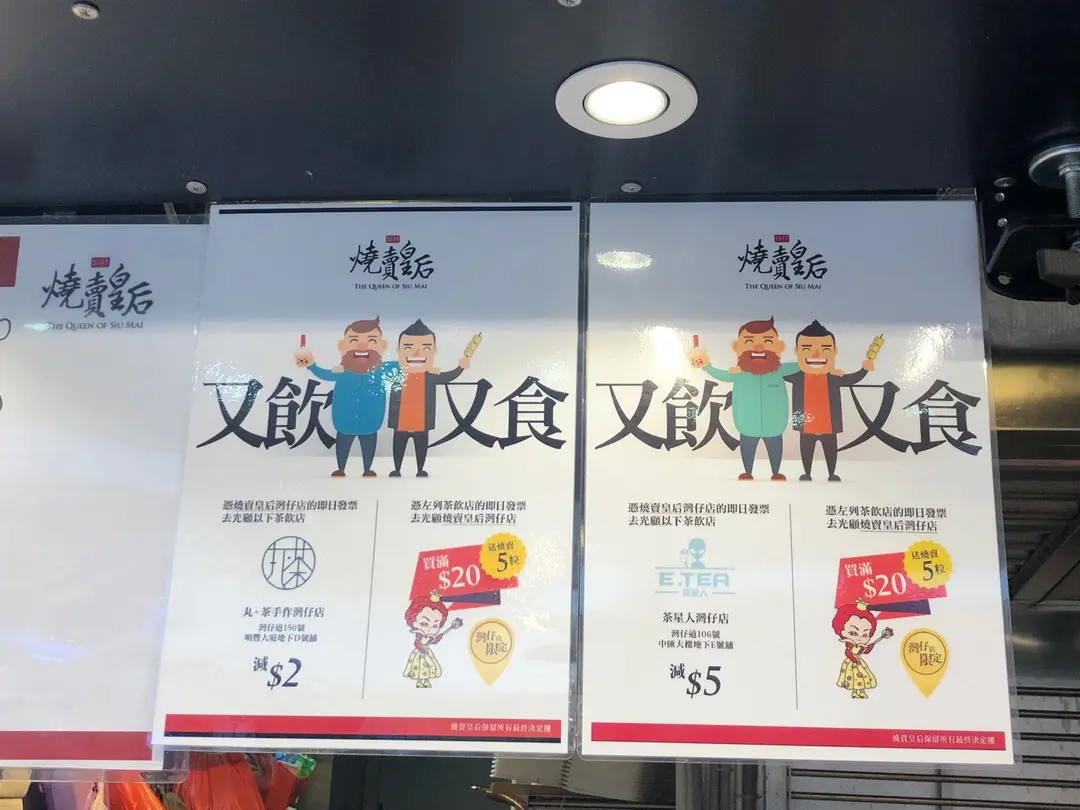 燒賣皇后
THE QUEEN OF SIU MAI
燒賣皇后
THE QUEEN OF SIU MAI
又飲又食
憑燒賣皇后灣仔店的即日發票
去光顧以下茶飲店
丸。茶手作灣仔店
灣仔道150號
明豐大廈地下D號舖
減$2
憑左列茶飲店的即日發票
去光顧燒賣皇后灣仔店
買滿
$20
送燒賣
5粒
灣仔店
限定
燒賣皇后保留所有最終決定權
燒賣皇后
THE QUEEN OF SIU MAI
又飲又食
憑燒賣皇后灣仔店的即日發票
去光顧以下茶飲店
E.TEA
茶星人灣仔店
灣仔道106號
中匯大樓地下E號舖
減$5
憑左列茶飲店的即日發票
去光顧燒賣皇后灣仔店
買滿
$20
送燒賣
5粒
灣仔店
限定
燒賣皇后保留所有最終決定權